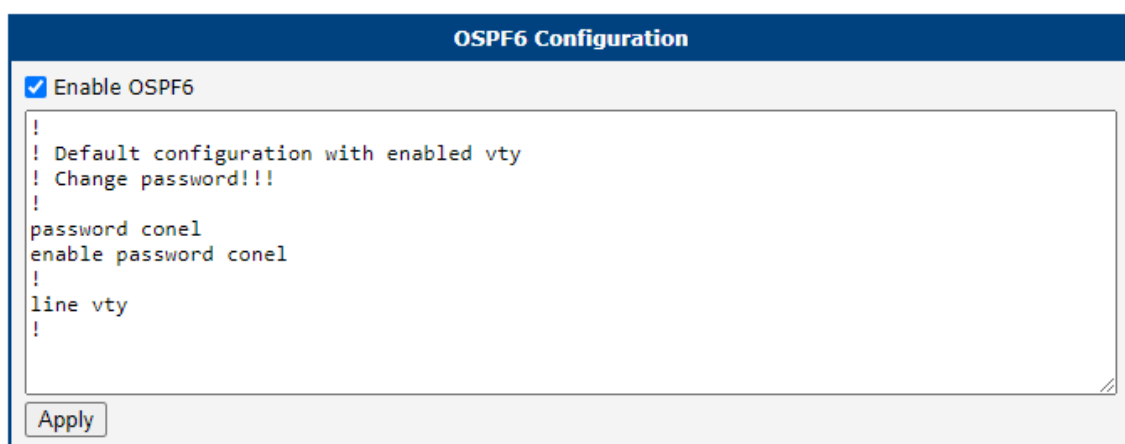 OSPF6 Configuration
Enable OSPF6
!
! Default configuration with enabled vty
! Change password!!!
!
password conel
enable password conel
!
line vty
!
Apply